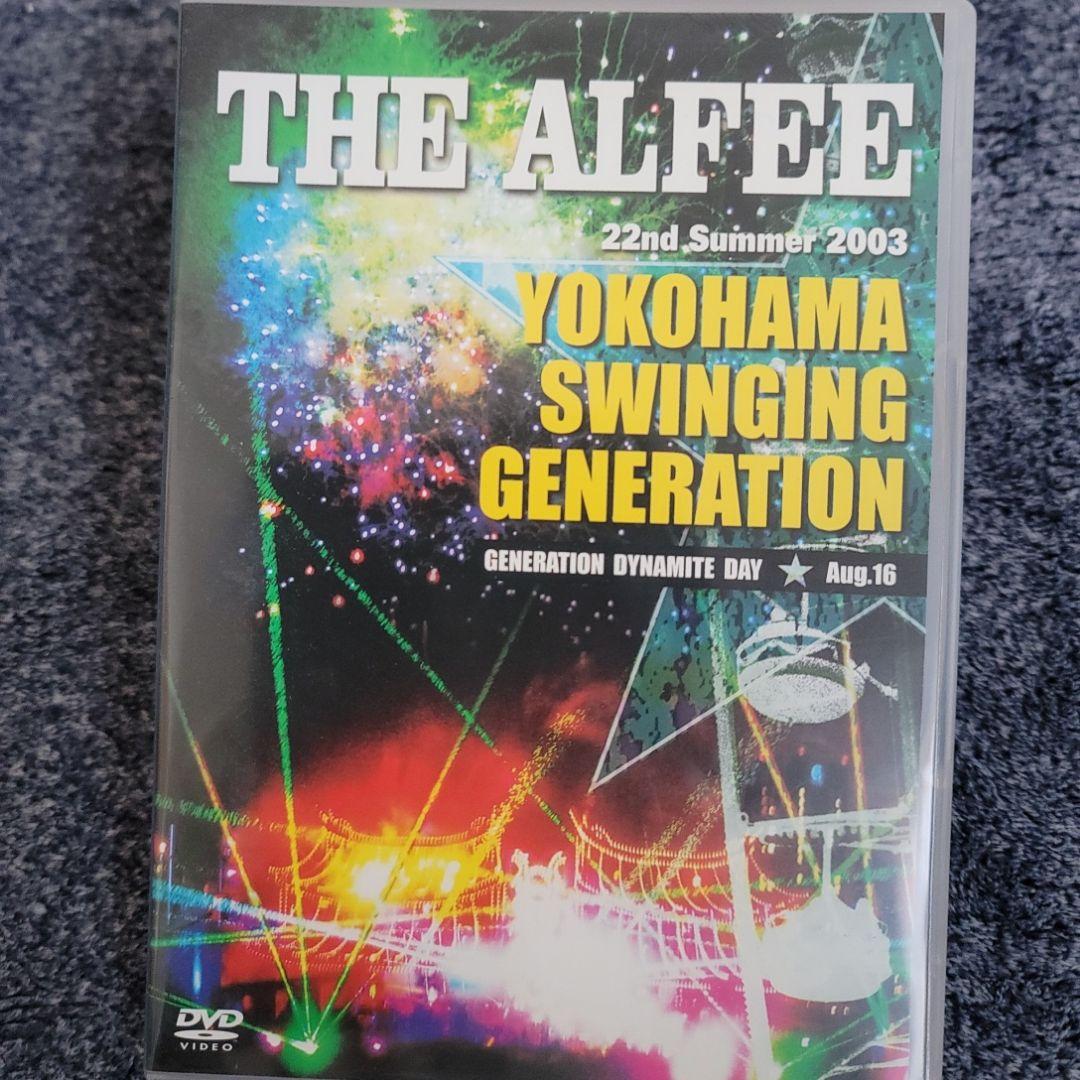 THE ALFEE
22nd Summer 2003
YOKOHAMA
SWINGING
GENERATION
GENERATION DYNAMITE DAY ★ Aug.16
DVD
VIDEO